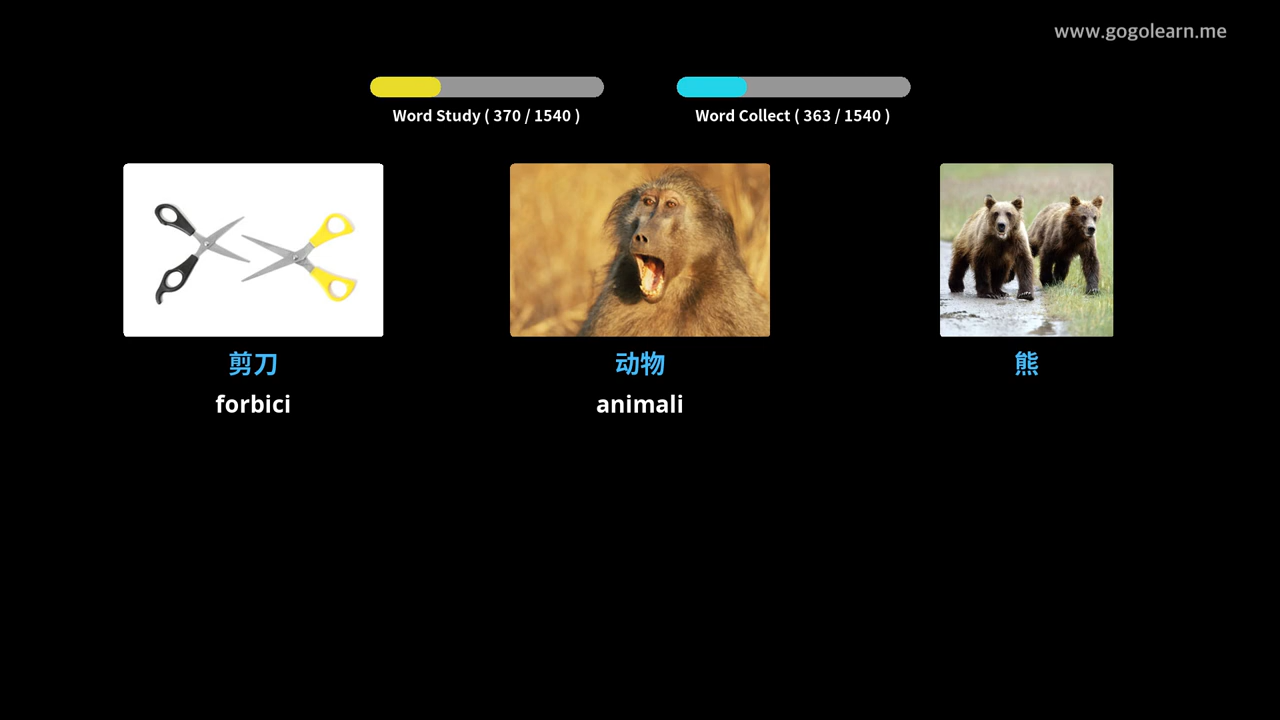 www.gogolearn.me
Word Study ( 370 / 1540 )
Word Collect ( 363 / 1540 )
剪刀
动物
熊
forbici
animali